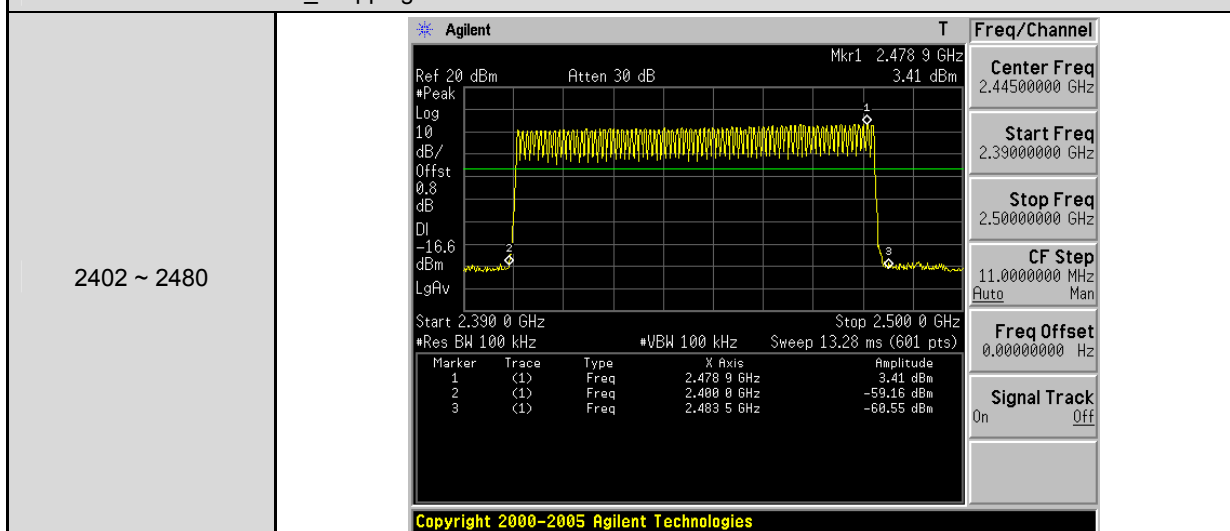 2402 ~ 2480
Agilent T
Mkr1 2.478 9 GHz
Ref 20 dBm Atten 30 dB 3.41 dBm
#Peak
Log
10
dB/
Offst
0.8
dB
DI
-16.6
dBm
LgAv
1
2
3
Start 2.390 0 GHz Stop 2.500 0 GHz
#Res BW 100 kHz #VBW 100 kHz Sweep 13.28 ms (601 pts)
Marker Trace Type X Axis Amplitude
1 (1) Freq 2.478 9 GHz 3.41 dBm
2 (1) Freq 2.400 0 GHz -59.16 dBm
3 (1) Freq 2.483 5 GHz -60.55 dBm
Copyright 2000-2005 Agilent Technologies
Freq/Channel
Center Freq
2.44500000 GHz
Start Freq
2.39000000 GHz
Stop Freq
2.50000000 GHz
CF Step
11.0000000 MHz
Auto Man
Freq Offset
0.00000000 Hz
Signal Track
On Off